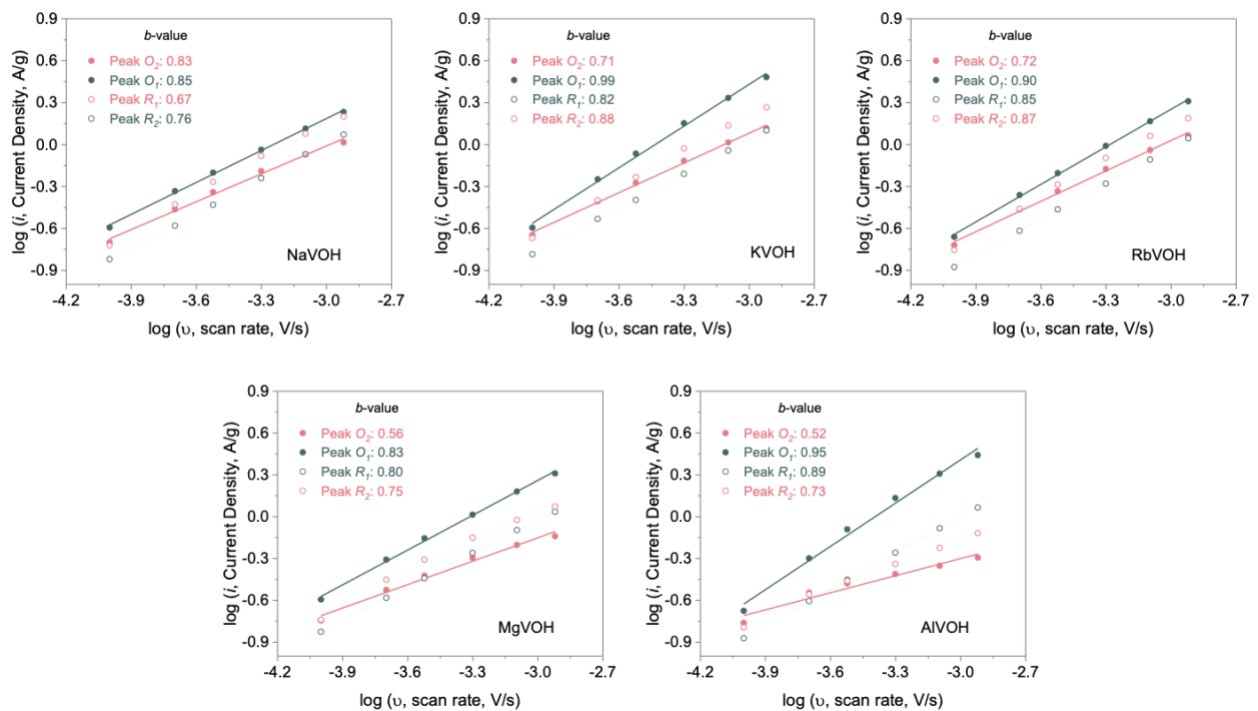 log (i, Current Density, A/g)
0.9
0.6
0.3
0.0
-0.3
-0.6
-0.9
b-value
Peak O2: 0.83
Peak O1: 0.85
Peak R1: 0.67
Peak R2: 0.76
NaVOH
-4.2 -3.9 -3.6 -3.3 -3.0 -2.7
log (υ, scan rate, V/s)
log (i, Current Density, A/g)
0.9
0.6
0.3
0.0
-0.3
-0.6
-0.9
b-value
Peak O2: 0.71
Peak O1: 0.99
Peak R1: 0.82
Peak R2: 0.88
KVOH
-4.2 -3.9 -3.6 -3.3 -3.0 -2.7
log (υ, scan rate, V/s)
log (i, Current Density, A/g)
0.9
0.6
0.3
0.0
-0.3
-0.6
-0.9
b-value
Peak O2: 0.72
Peak O1: 0.90
Peak R1: 0.85
Peak R2: 0.87
RbVOH
-4.2 -3.9 -3.6 -3.3 -3.0 -2.7
log (υ, scan rate, V/s)
log (i, Current Density, A/g)
0.9
0.6
0.3
0.0
-0.3
-0.6
-0.9
b-value
Peak O2: 0.56
Peak O1: 0.83
Peak R1: 0.80
Peak R2: 0.75
MgVOH
-4.2 -3.9 -3.6 -3.3 -3.0 -2.7
log (υ, scan rate, V/s)
log (i, Current Density, A/g)
0.9
0.6
0.3
0.0
-0.3
-0.6
-0.9
b-value
Peak O2: 0.52
Peak O1: 0.95
Peak R1: 0.89
Peak R2: 0.73
AlVOH
-4.2 -3.9 -3.6 -3.3 -3.0 -2.7
log (υ, scan rate, V/s)